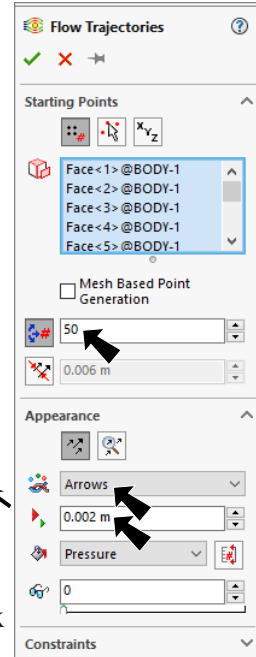 Flow Trajectories
Starting Points
Face<1>@BODY-1
Face<2>@BODY-1
Face<3>@BODY-1
Face<4>@BODY-1
Face<5>@BODY-1
Mesh Based Point
Generation
50
0.006 m
Appearance
Arrows
0.002 m
Pressure
0
Constraints